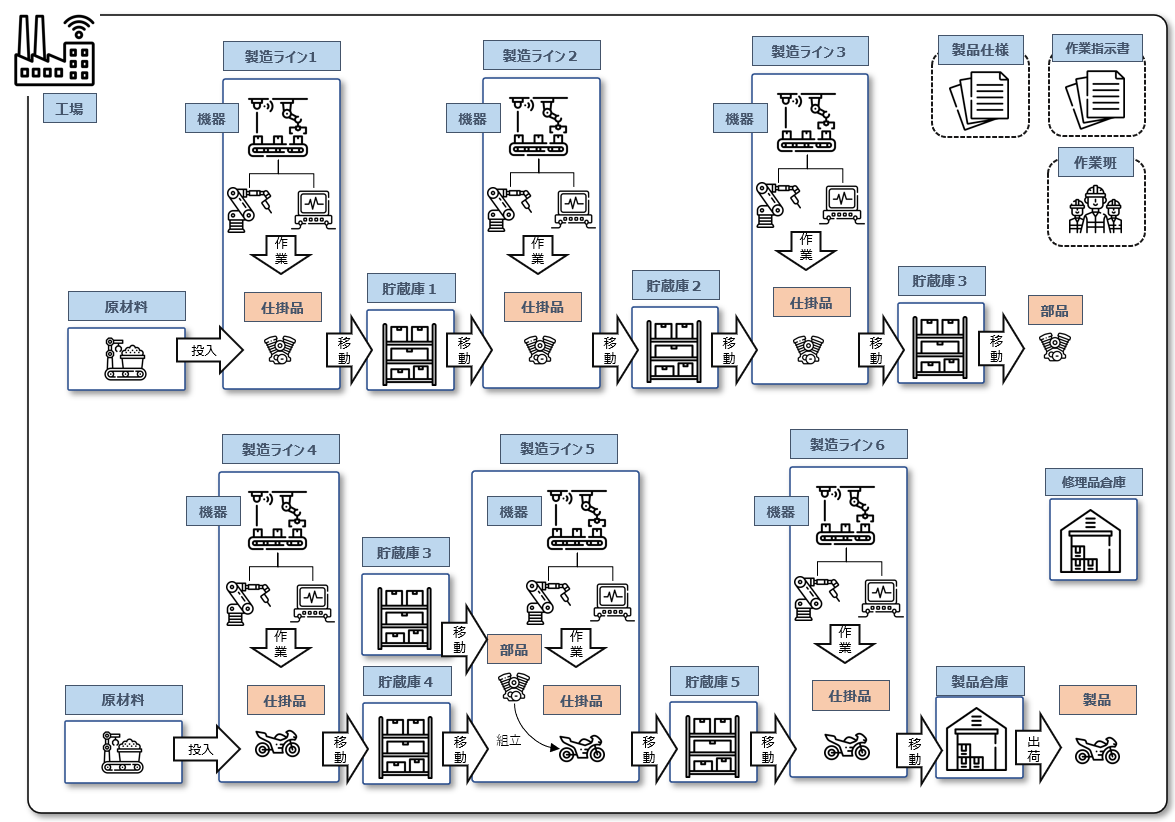 工場
製造ライン1
製造ライン２
製造ライン３
製品仕様
作業指示書
機器
機器
機器
作業班
作
業
作
業
作
業
原材料
仕掛品
貯蔵庫１
仕掛品
貯蔵庫２
仕掛品
貯蔵庫３
部品
投入
移
動
移
動
移
動
移
動
移
動
移
動
製造ライン４
製造ライン５
製造ライン６
修理品倉庫
機器
機器
機器
貯蔵庫３
作
業
移
動
部品
作
業
作
業
原材料
仕掛品
貯蔵庫４
仕掛品
貯蔵庫５
仕掛品
製品倉庫
製品
投入
移
動
移
動
組立
移
動
移
動
移
動
出
荷